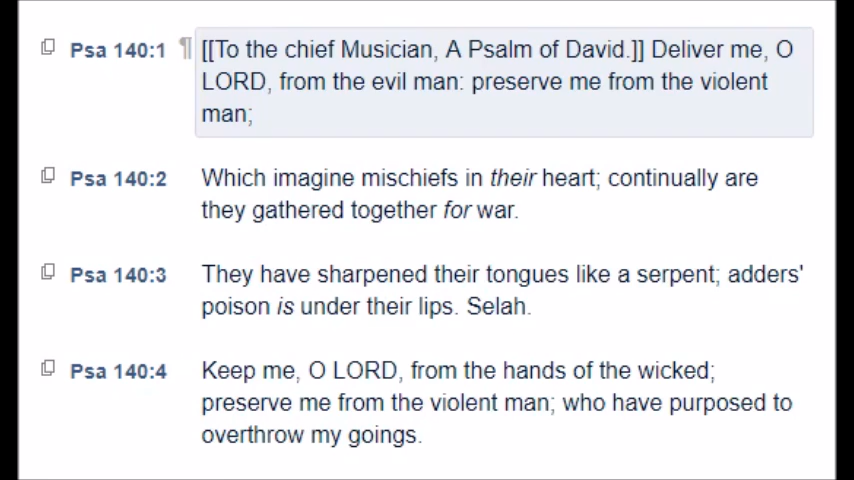 Psa 140:1 ¶ [[To the chief Musician, A Psalm of David.]] Deliver me, O
LORD, from the evil man: preserve me from the violent
man;
Psa 140:2 Which imagine mischiefs in their heart; continually are
they gathered together for war.
Psa 140:3 They have sharpened their tongues like a serpent; adders'
poison is under their lips. Selah.
Psa 140:4 Keep me, O LORD, from the hands of the wicked;
preserve me from the violent man; who have purposed to
overthrow my goings.